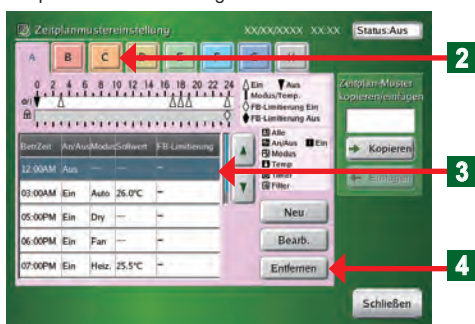 Zeitplanmustereinstellung XX/XX/XXXX XX:XX Status:Aus
A B C D E F G H
2
0 2 4 6 8 10 12 14 16 18 20 22 24
Ein Aus
Modus/Temp.
FB-Limitierung Ein
FB-Limitierung Aus
Alle
An/Aus Ein
Modus
Temp
Timer
Filter
Zeitplan-Muster
kopieren/einfügen
Kopieren
Einfügen
BetrZeit An/Aus Modus Sollwert FB-Limitierung
12:00AM Aus --- --- -
03:00AM Ein Auto 26.0°C -
05:00PM Ein Dry --- -
06:00PM Ein Fan --- -
07:00PM Ein Heiz. 25.5°C -
3
Neu
Bearb.
Entfernen
4
Schließen